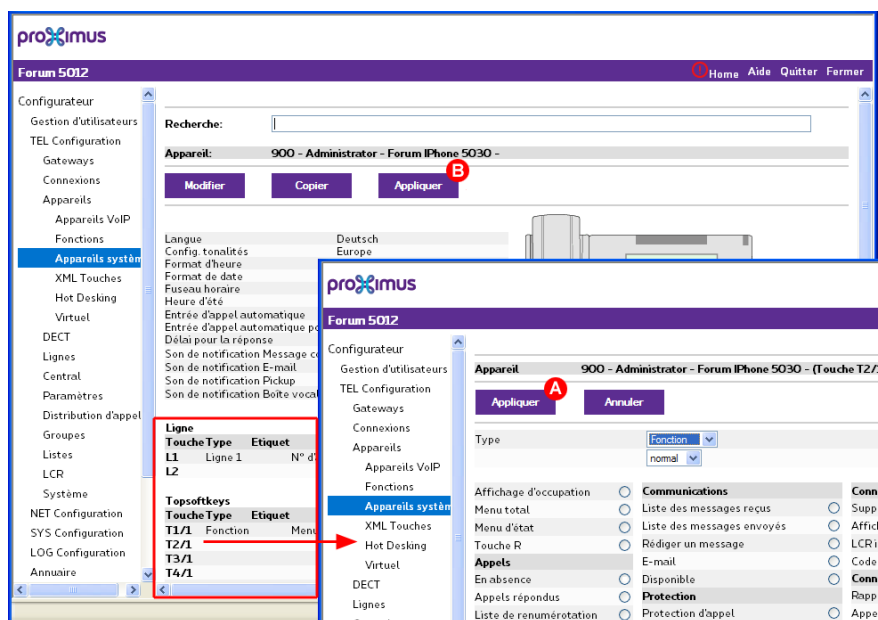 proximus
Forum 5012
Home Aide Quitter Fermer
Configurateur
Gestion d'utilisateurs
TEL Configuration
Gateways
Connexions
Appareils
Appareils VoIP
Fonctions
Appareils systèm
XML Touches
Hot Desking
Virtuel
DECT
Lignes
Central
Paramètres
Distribution d'appel
Groupes
Listes
LCR
Système
NET Configuration
SYS Configuration
LOG Configuration
Annuaire
Recherche:
Appareil: 900 - Administrator - Forum IPhone 5030 -
B
Modifier Copier Appliquer
Langue Deutsch
Config. tonalités Europe
Format d'heure
Format de date
Fuseau horaire
Heure d'été
Entrée d'appel automatique
Entrée d'appel automatique po
Délai pour la réponse
Son de notification Message co
Son de notification E-mail
Son de notification Pickup
Son de notification Boîte vocal
Ligne
Touche Type Etiquet
L1 Ligne 1 N° d'
L2
Topsoftkeys
Touche Type Etiquet
T1/1 Fonction Menu
T2/1
T3/1
T4/1
proximus
Forum 5012
Configurateur
Gestion d'utilisateurs
TEL Configuration
Gateways
Connexions
Appareils
Appareils VoIP
Fonctions
Appareils systèm
XML Touches
Hot Desking
Virtuel
DECT
Lignes
Appareil 900 - Administrator - Forum IPhone 5030 - (Touche T2/
A
Appliquer Annuler
Type Fonction
normal
Affichage d'occupation
Menu total
Menu d'état
Touche R
Appels
En absence
Appels répondus
Liste de renumérotation
Communications
Liste des messages reçus
Liste des messages envoyés
Rédiger un message
E-mail
Disponible
Protection
Protection d'appel
Conn
Supp
Affich
LCR i
Code
Conn
Rapp
Appe